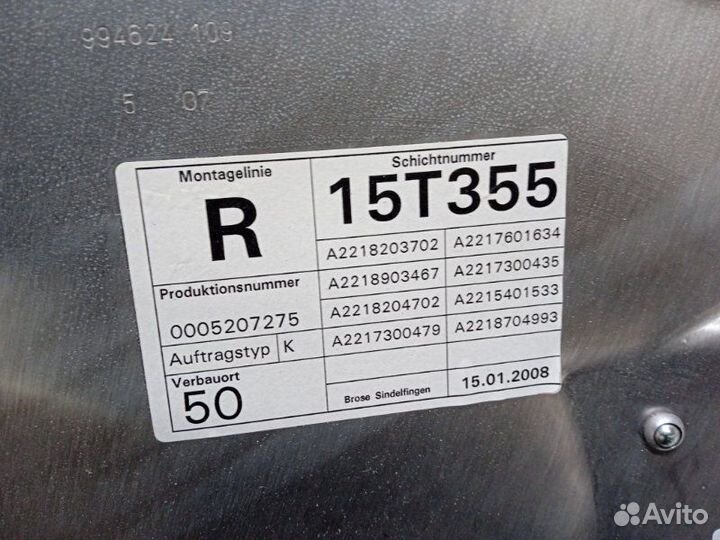 994624 109
5 07
Montagelinie
R
Schichtnummer
15T355
A2218203702 A2217601634
A2218903467 A2217300435
A2218204702 A2215401533
A2217300479 A2218704993
Produktionsnummer
0005207275
Auftragstyp K
Verbauort
50
Brose Sindelfingen
15.01.2008
Avito